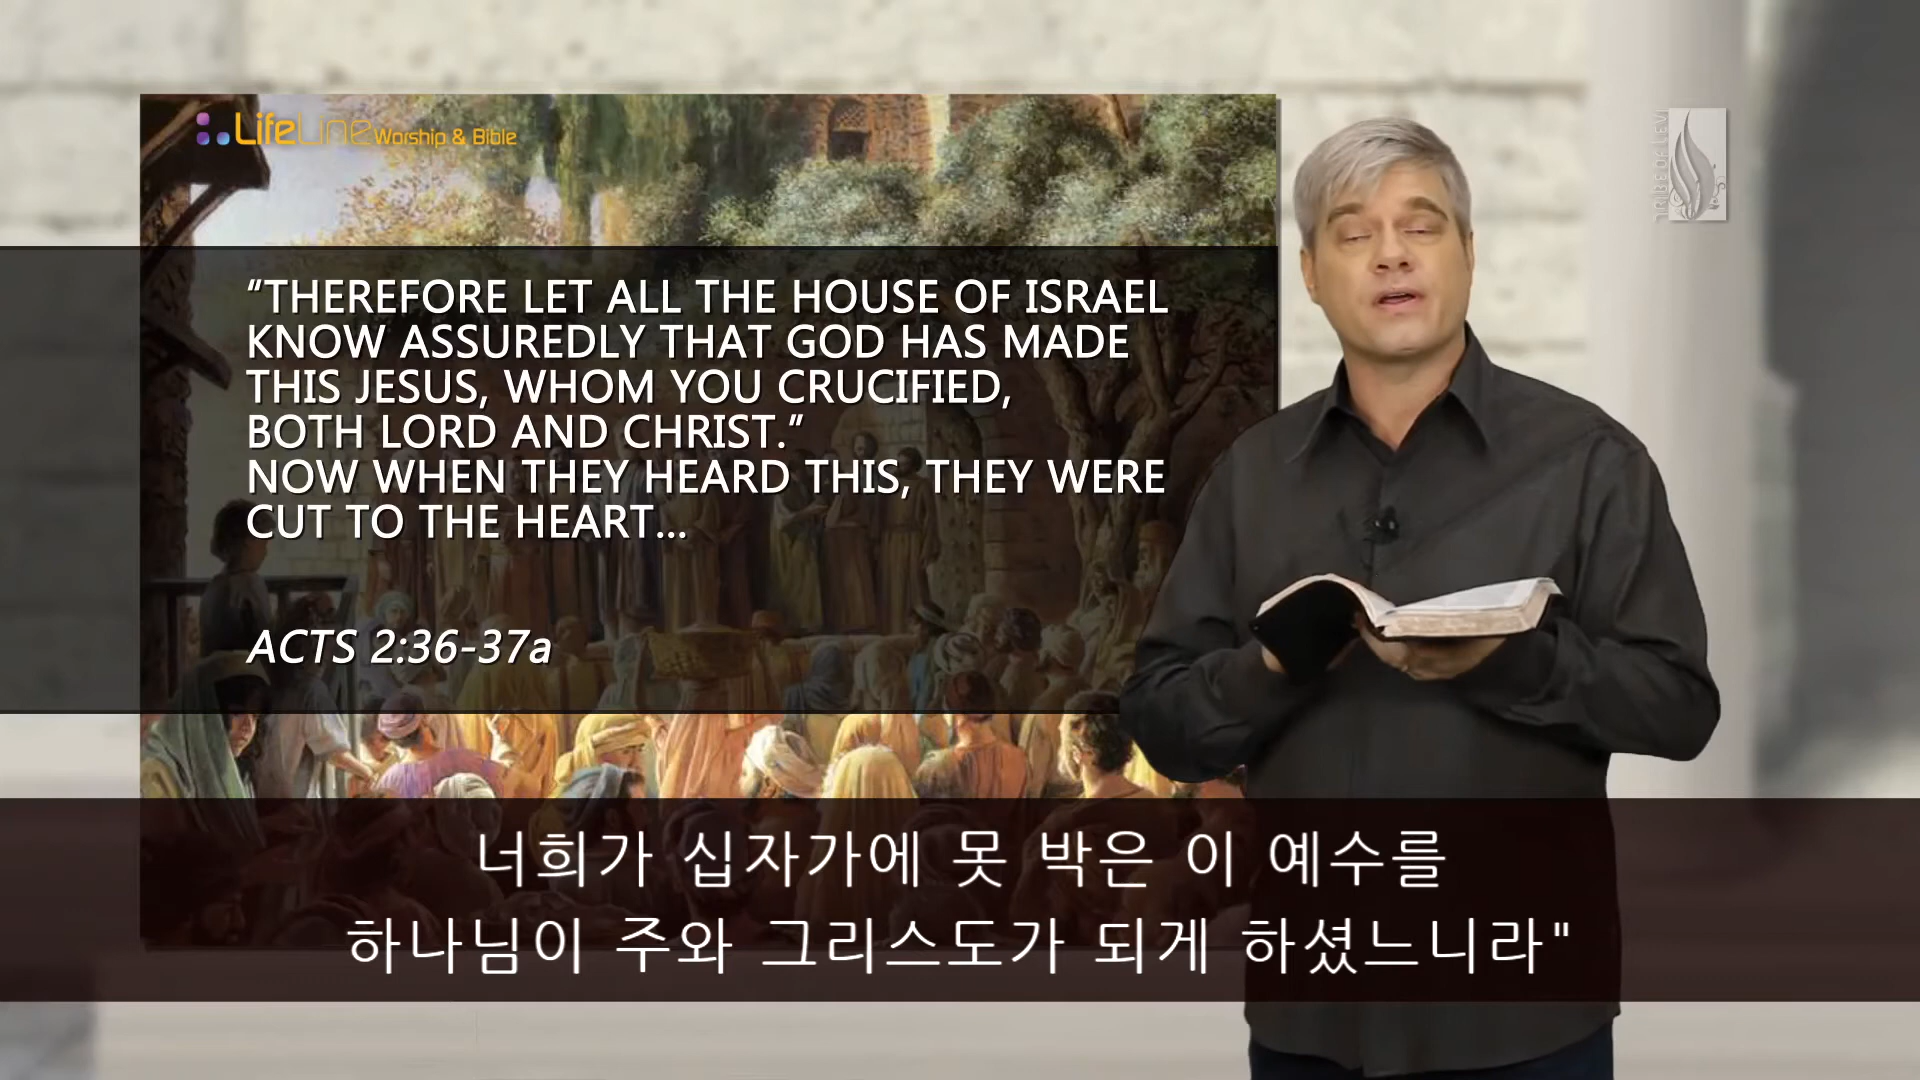 LifeLine Worship & Bible
TRIBE OF LEVI
"THEREFORE LET ALL THE HOUSE OF ISRAEL
KNOW ASSUREDLY THAT GOD HAS MADE
THIS JESUS, WHOM YOU CRUCIFIED,
BOTH LORD AND CHRIST."
NOW WHEN THEY HEARD THIS, THEY WERE
CUT TO THE HEART...
ACTS 2:36-37a
너희가 십자가에 못 박은 이 예수를
하나님이 주와 그리스도가 되게 하셨느니라"